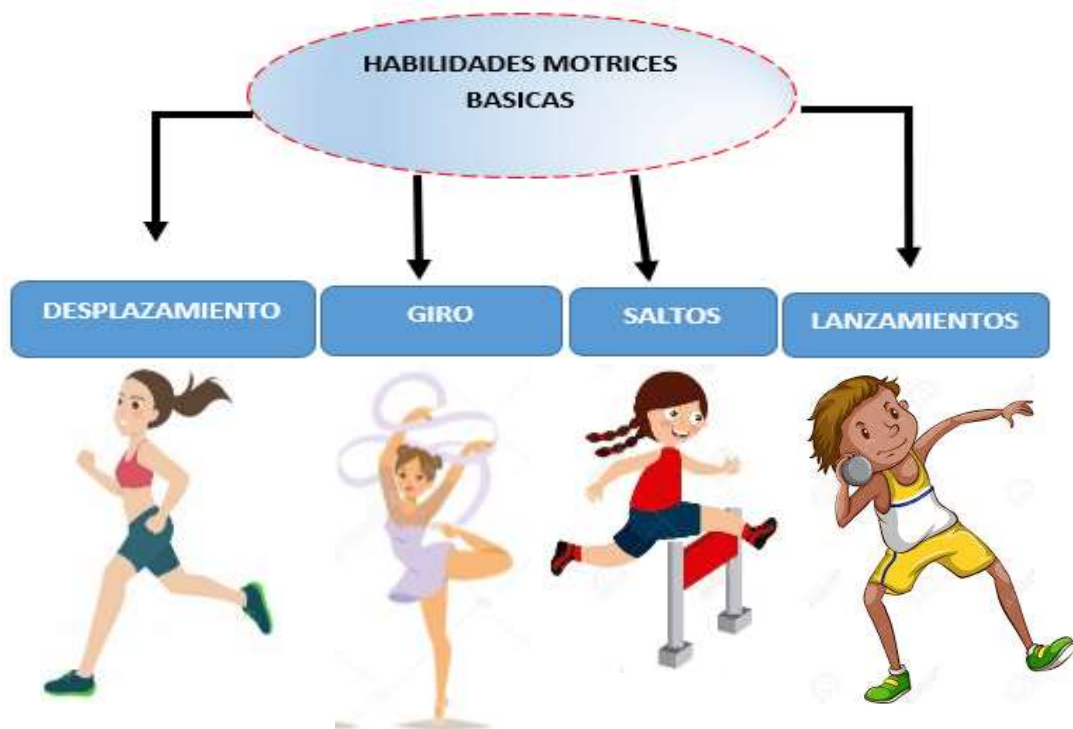 HABILIDADES MOTRICES
BASICAS
DESPLAZAMIENTO
GIRO
SALTOS
LANZAMIENTOS